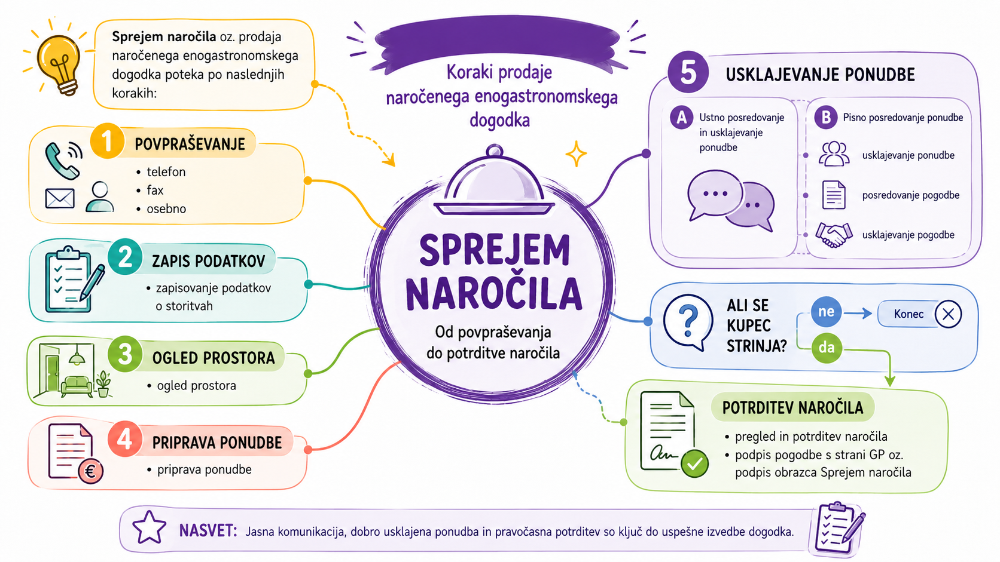 Sprejem naročila oz. prodaja
naročenega enogastronomskega
dogodka poteka po naslednjih
korakih:
Koraki prodaje
naročenega enogastronomskega
dogodka
1 POVPRAŠEVANJE
• telefon
• fax
• osebno
2 ZAPIS PODATKOV
• zapisovanje podatkov
o storitvah
3 OGLED PROSTORA
• ogled prostora
4 PRIPRAVA PONUDBE
• priprava ponudbe
€
SPREJEM
NAROČILA
Od povpraševanja
do potrditve naročila
5 USKLAJEVANJE PONUDBE
A Ustno posredovanje
in usklajevanje
ponudbe
B Pisno posredovanje ponudbe
usklajevanje ponudbe
posredovanje pogodbe
usklajevanje pogodbe
?
ALI SE
KUPEC
STRINJA?
ne
Konec
da
POTRDITEV NAROČILA
• pregled in potrditev naročila
• podpis pogodbe s strani GP oz.
podpis obrazca Sprejem naročila
NASVET: Jasna komunikacija, dobro usklajena ponudba in pravočasna potrditev so ključ do uspešne izvedbe dogodka.